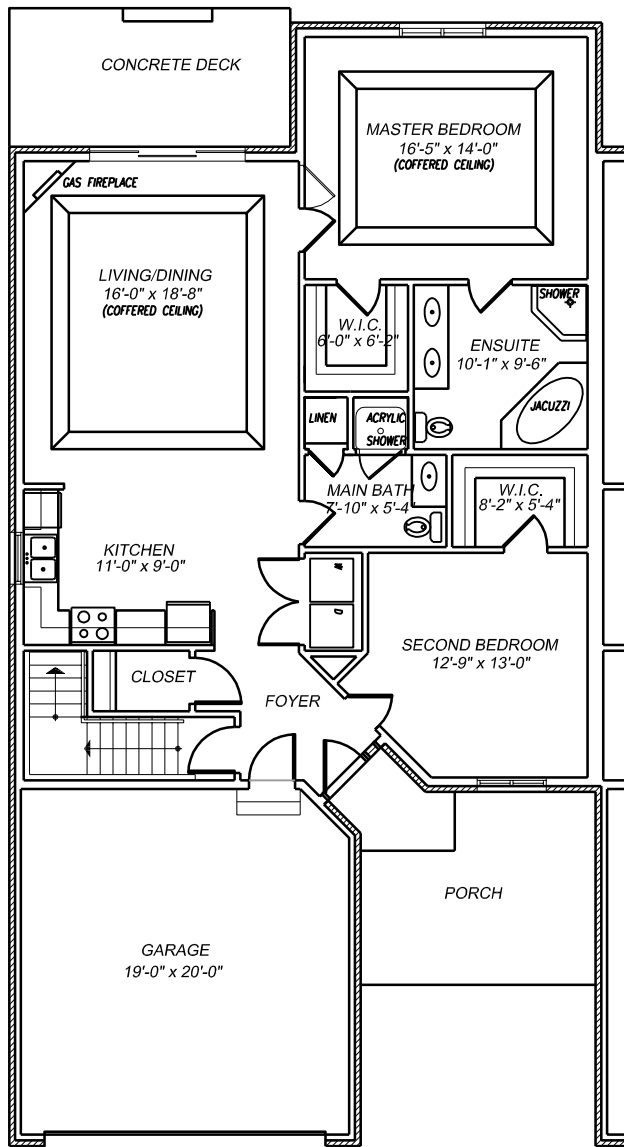 CONCRETE DECK
MASTER BEDROOM
16'-5" x 14'-0"
(COFFERED CEILING)
GAS FIREPLACE
LIVING/DINING
16'-0" x 18'-8"
(COFFERED CEILING)
W.I.C.
6'-0" x 6'-2"
SHOWER
ENSUITE
10'-1" x 9'-6"
JACUZZI
LINEN
ACRYLIC
SHOWER
MAIN BATH
7'-10" x 5'-4"
W.I.C.
8'-2" x 5'-4"
KITCHEN
11'-0" x 9'-0"
W
D
SECOND BEDROOM
12'-9" x 13'-0"
CLOSET
FOYER
PORCH
GARAGE
19'-0" x 20'-0"